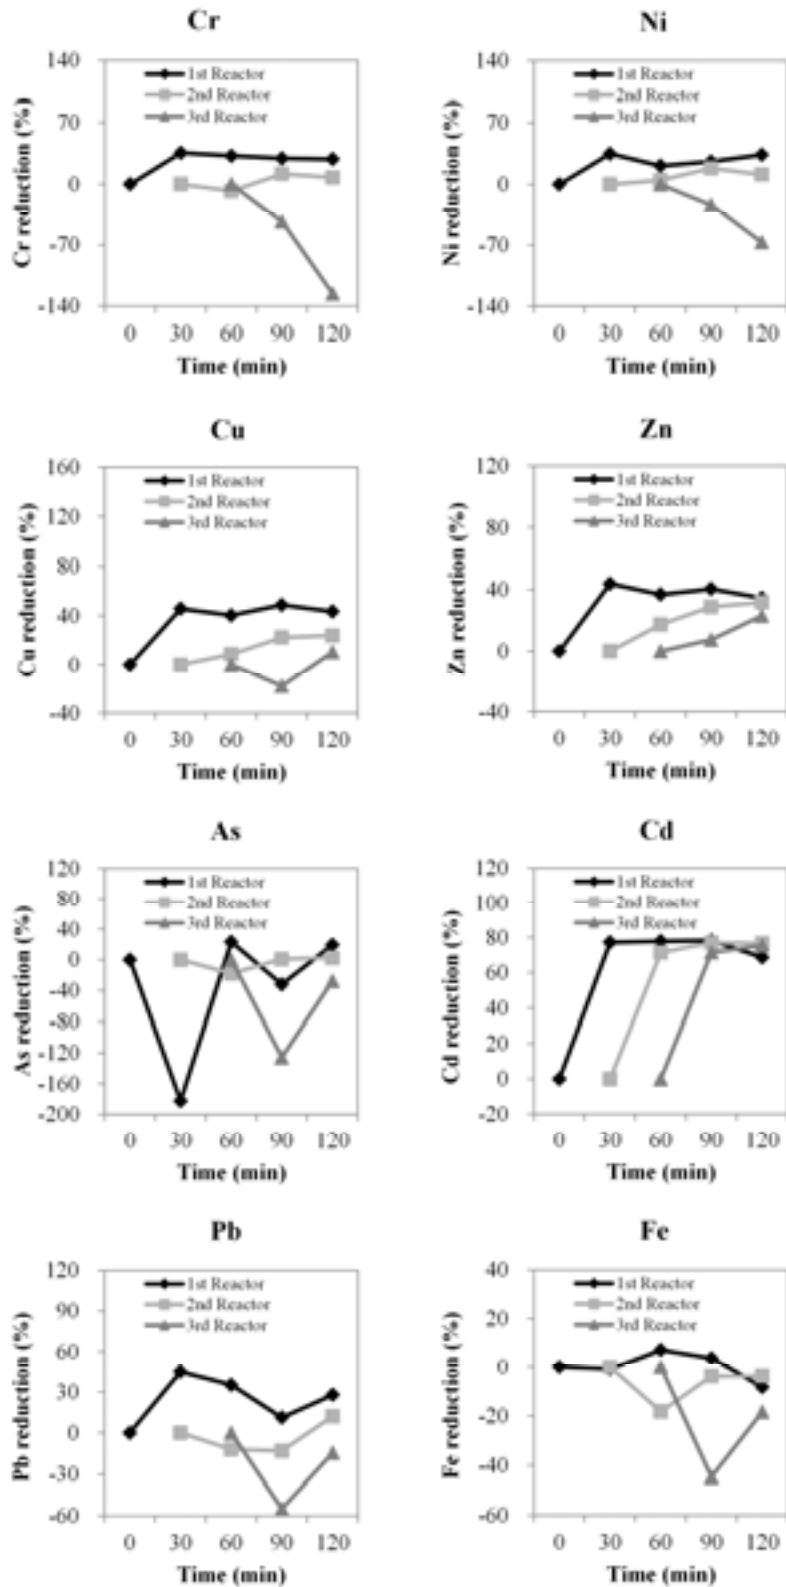 Cr
140
70
0
-70
-140
Cr reduction (%)
1st Reactor
2nd Reactor
3rd Reactor
0 30 60 90 120
Time (min)
Ni
140
70
0
-70
-140
Ni reduction (%)
1st Reactor
2nd Reactor
3rd Reactor
0 30 60 90 120
Time (min)
Cu
160
120
80
40
0
-40
Cu reduction (%)
1st Reactor
2nd Reactor
3rd Reactor
0 30 60 90 120
Time (min)
Zn
120
80
40
0
-40
Zn reduction (%)
1st Reactor
2nd Reactor
3rd Reactor
0 30 60 90 120
Time (min)
As
120
80
40
0
-40
-80
-120
-160
-200
As reduction (%)
1st Reactor
2nd Reactor
3rd Reactor
0 30 60 90 120
Time (min)
Cd
120
100
80
60
40
20
0
-20
Cd reduction (%)
1st Reactor
2nd Reactor
3rd Reactor
0 30 60 90 120
Time (min)
Pb
120
90
60
30
0
-30
-60
Pb reduction (%)
1st Reactor
2nd Reactor
3rd Reactor
0 30 60 90 120
Time (min)
Fe
40
20
0
-20
-40
-60
Fe reduction (%)
1st Reactor
2nd Reactor
3rd Reactor
0 30 60 90 120
Time (min)